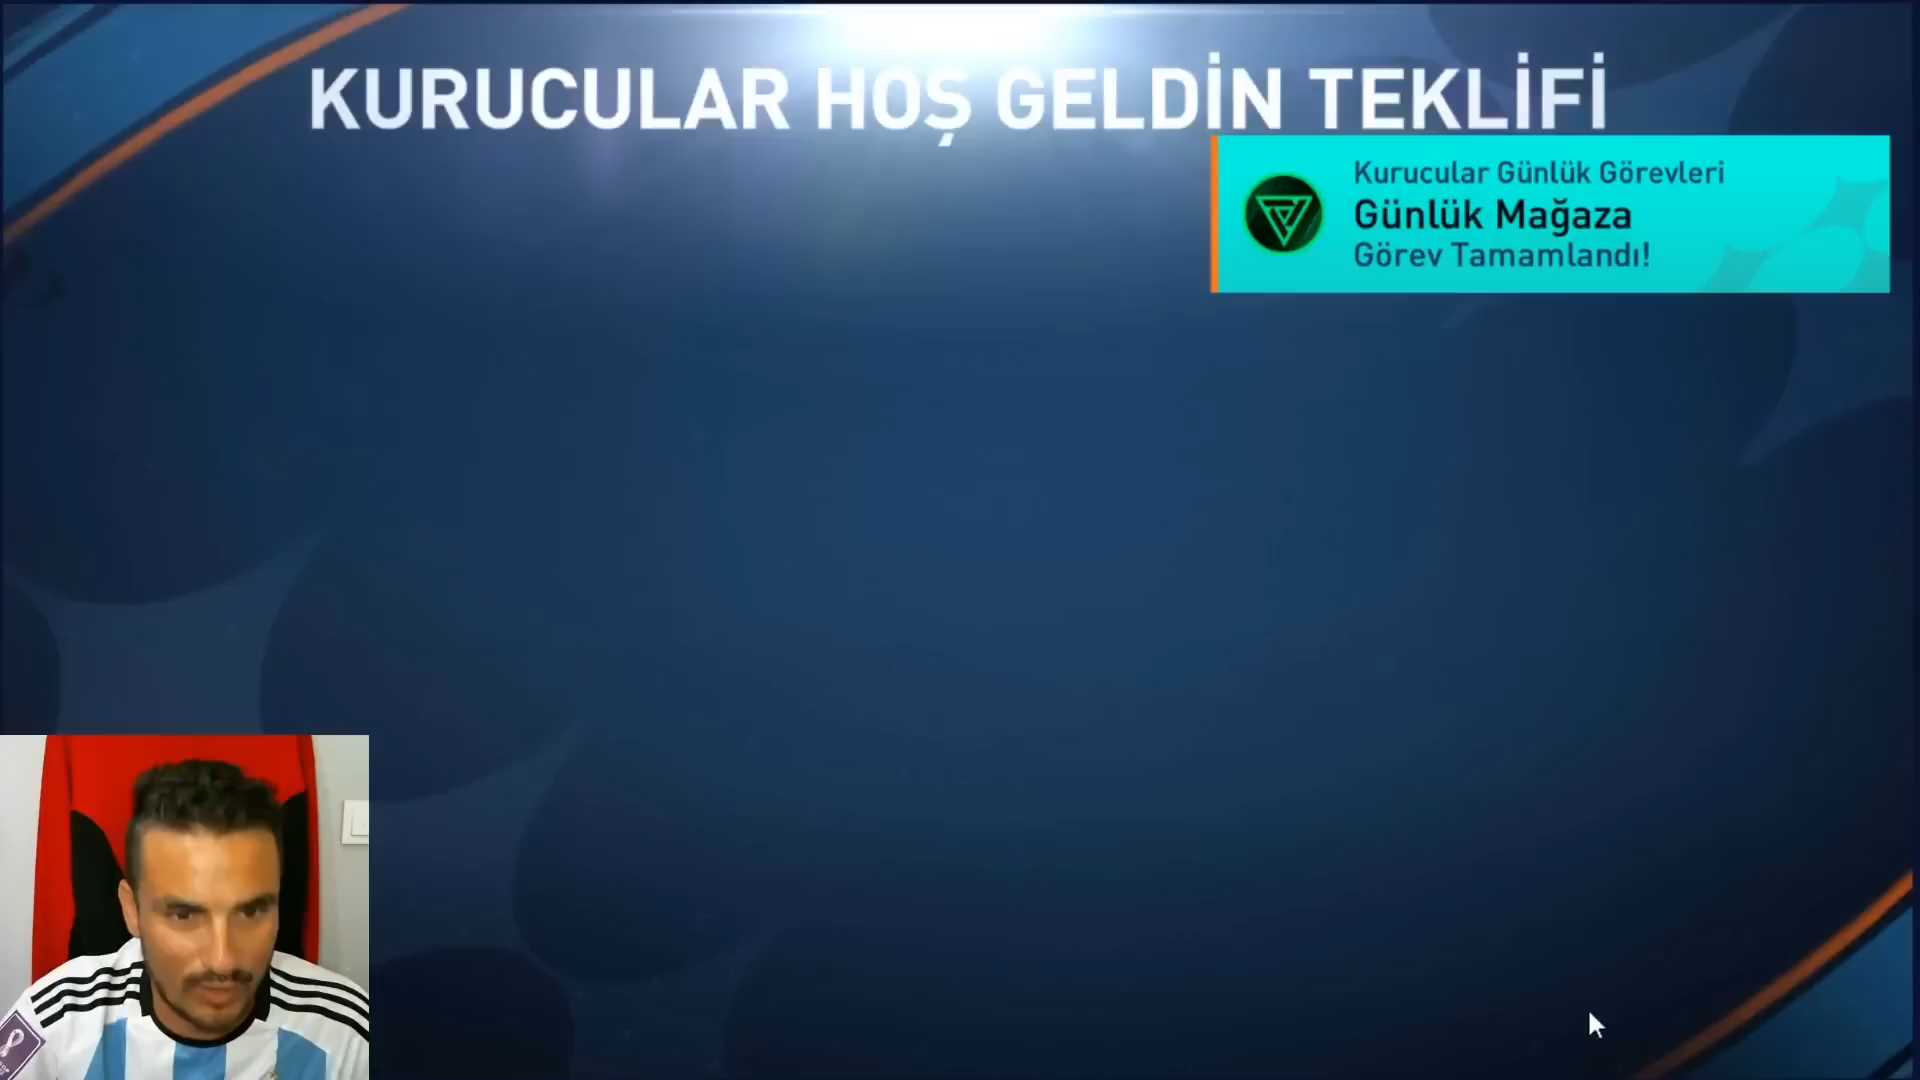 KURUCULAR HOŞ GELDİN TEKLİFİ
Kurucular Günlük Görevleri
Günlük Mağaza
Görev Tamamlandı!